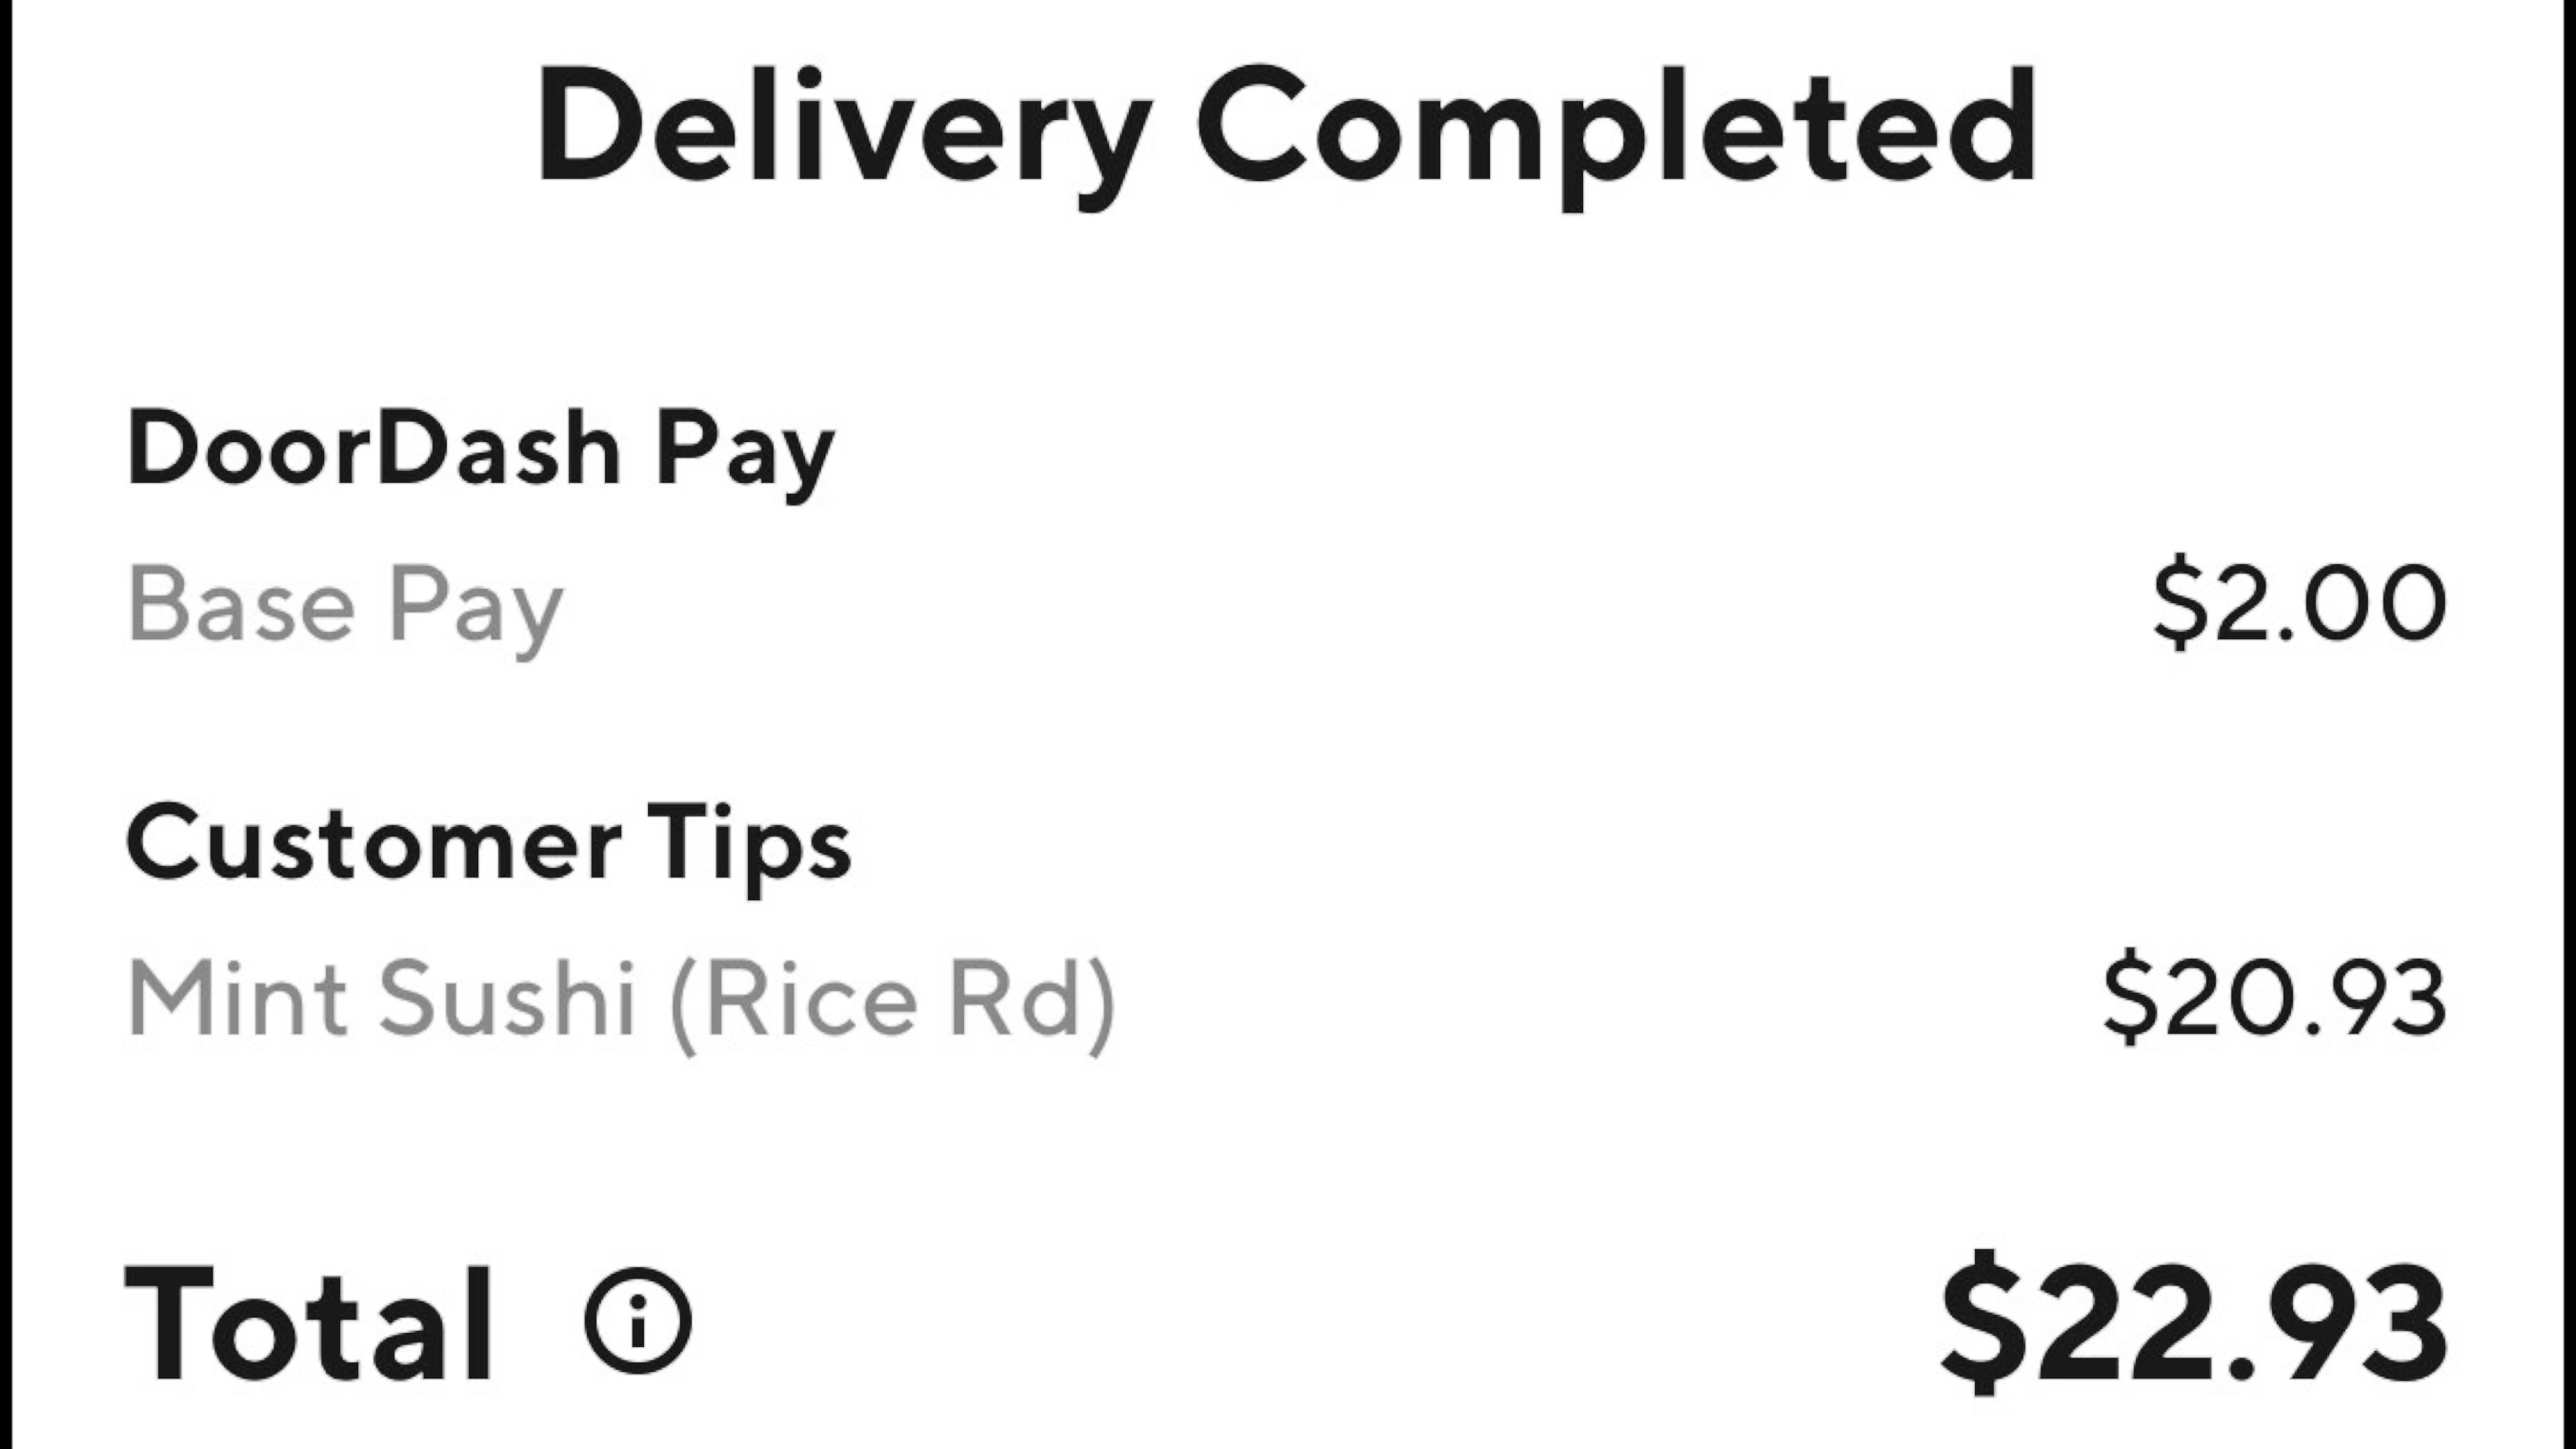 Delivery Completed
DoorDash Pay
Base Pay $2.00
Customer Tips
Mint Sushi (Rice Rd) $20.93
Total $22.93